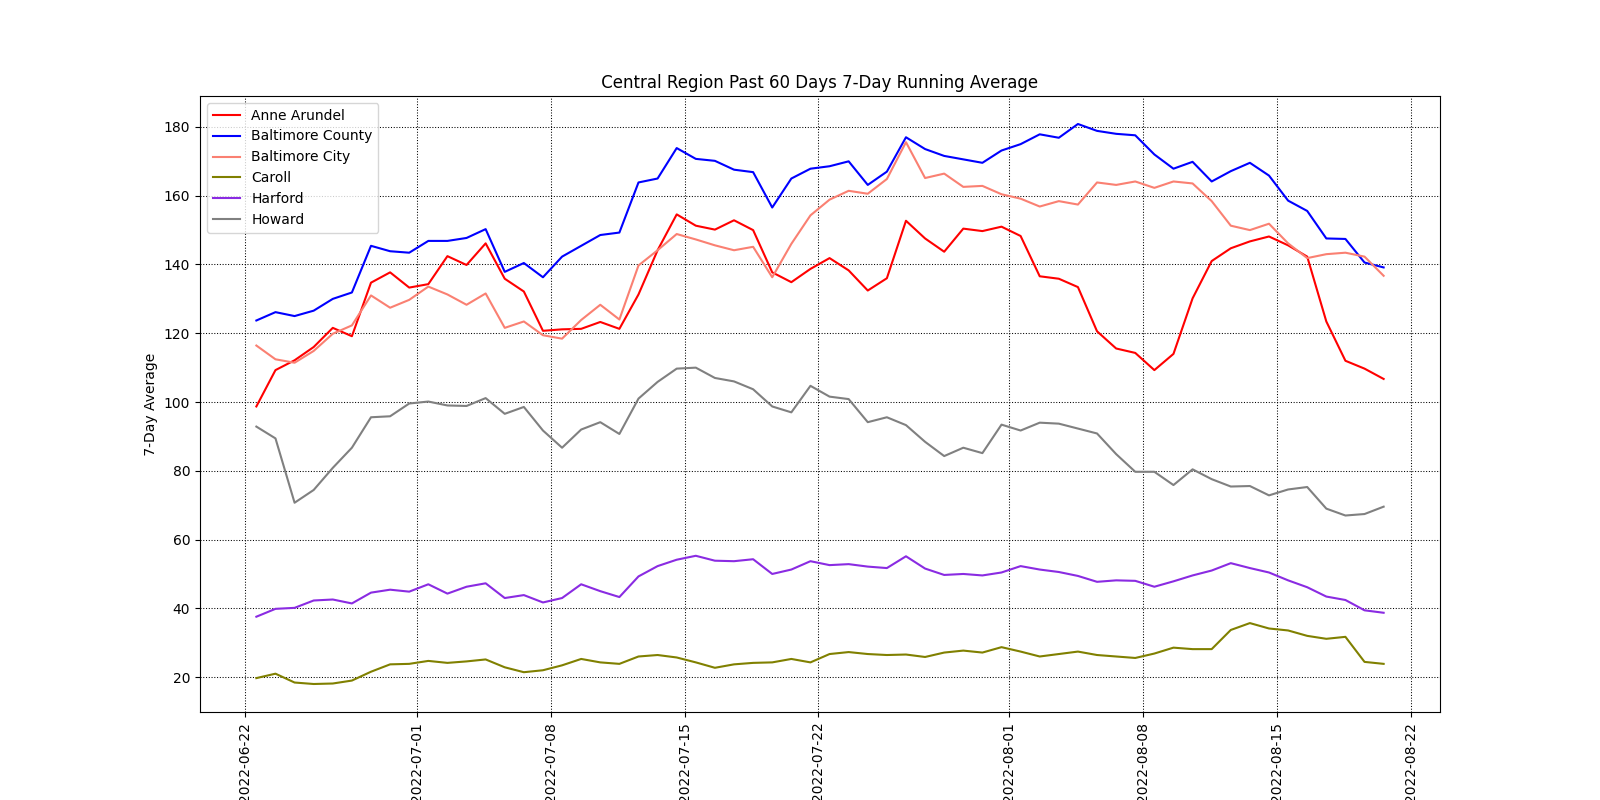 Central Region Past 60 Days 7-Day Running Average
Anne Arundel
Baltimore County
Baltimore City
Caroll
Harford
Howard
7-Day Average
180
160
140
120
100
80
60
40
20
2022-06-22
2022-07-01
2022-07-08
2022-07-15
2022-07-22
2022-08-01
2022-08-08
2022-08-15
2022-08-22